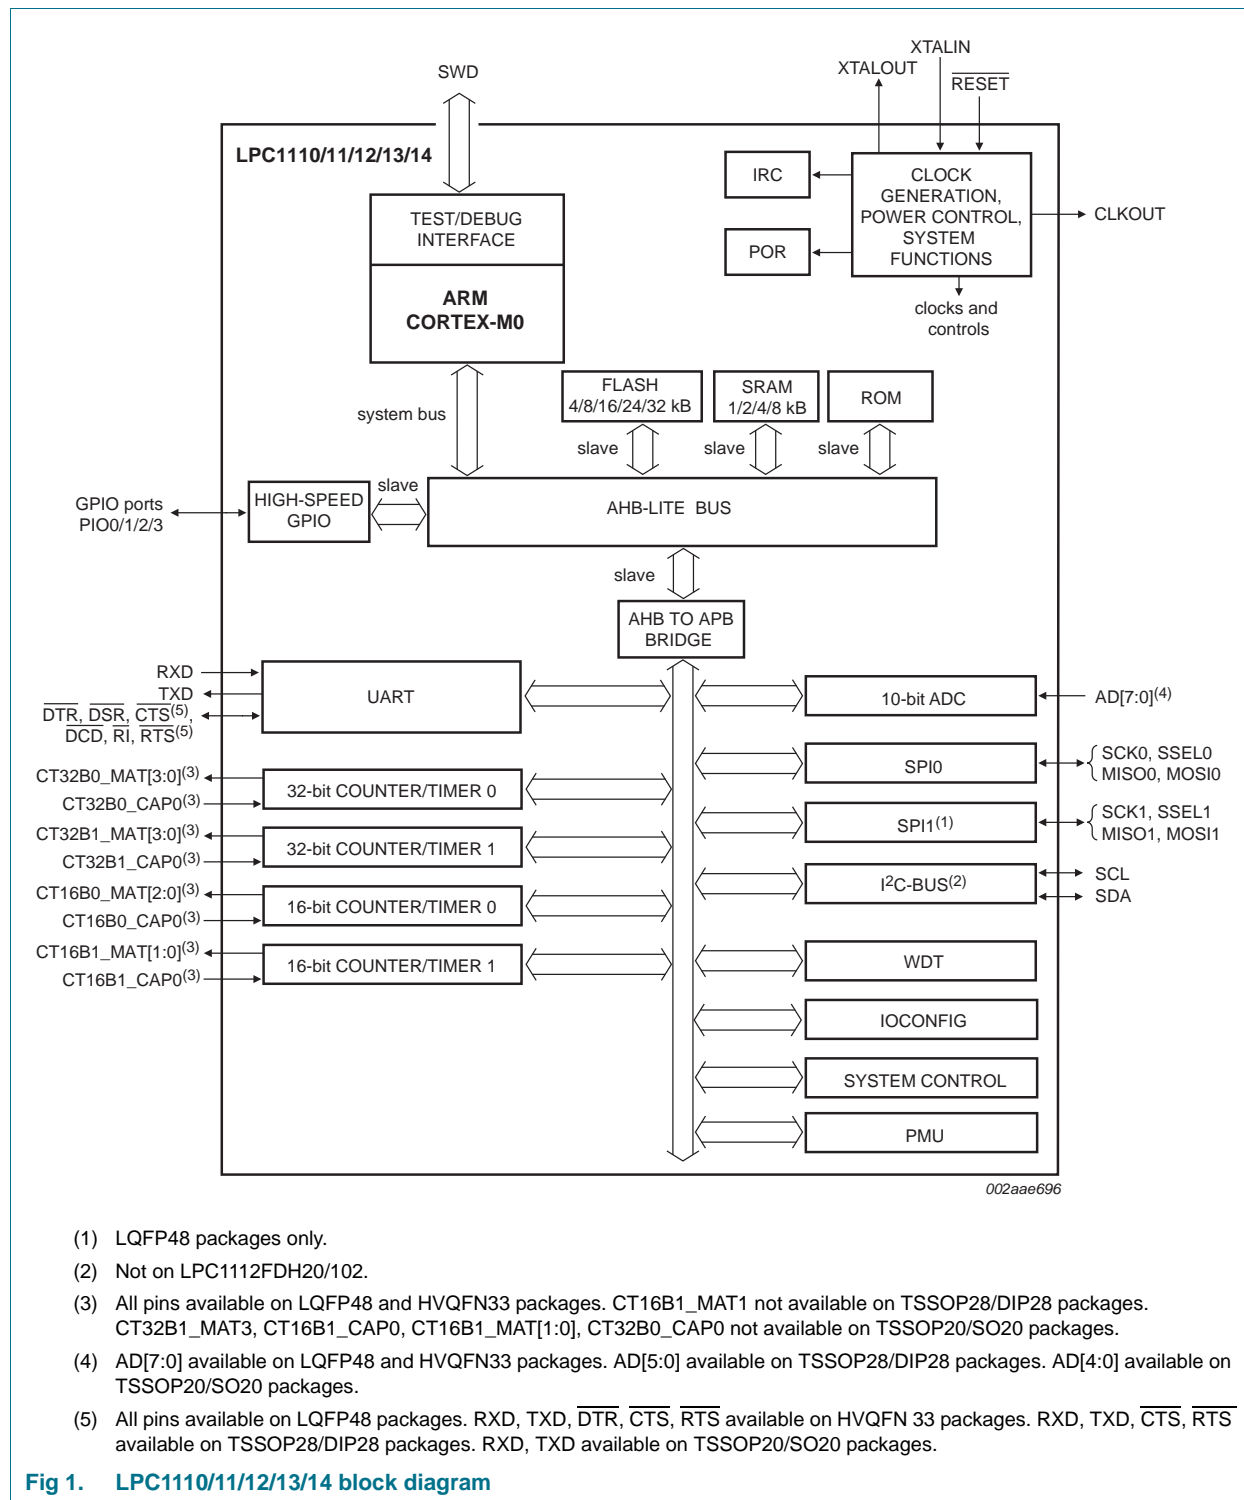 XTALIN
XTALOUT
RESET
SWD
LPC1110/11/12/13/14
IRC
CLOCK
GENERATION,
POWER CONTROL,
SYSTEM
FUNCTIONS
CLKOUT
POR
TEST/DEBUG
INTERFACE
clocks and
controls
ARM
CORTEX-M0
system bus
FLASH
4/8/16/24/32 kB
SRAM
1/2/4/8 kB
ROM
slave
slave
slave
GPIO ports
PIO0/1/2/3
HIGH-SPEED
GPIO
slave
AHB-LITE BUS
slave
AHB TO APB
BRIDGE
RXD
TXD
DTR, DSR, CTS(5),
DCD, RI, RTS(5)
UART
10-bit ADC
AD[7:0](4)
CT32B0_MAT[3:0](3)
CT32B0_CAP0(3)
32-bit COUNTER/TIMER 0
SPI0
SCK0, SSEL0
MISO0, MOSI0
CT32B1_MAT[3:0](3)
CT32B1_CAP0(3)
32-bit COUNTER/TIMER 1
SPI1(1)
SCK1, SSEL1
MISO1, MOSI1
CT16B0_MAT[2:0](3)
CT16B0_CAP0(3)
16-bit COUNTER/TIMER 0
I2C-BUS(2)
SCL
SDA
CT16B1_MAT[1:0](3)
CT16B1_CAP0(3)
16-bit COUNTER/TIMER 1
WDT
IOCONFIG
SYSTEM CONTROL
PMU
002aae696
(1) LQFP48 packages only.
(2) Not on LPC1112FDH20/102.
(3) All pins available on LQFP48 and HVQFN33 packages. CT16B1_MAT1 not available on TSSOP28/DIP28 packages.
CT32B1_MAT3, CT16B1_CAP0, CT16B1_MAT[1:0], CT32B0_CAP0 not available on TSSOP20/SO20 packages.
(4) AD[7:0] available on LQFP48 and HVQFN33 packages. AD[5:0] available on TSSOP28/DIP28 packages. AD[4:0] available on
TSSOP20/SO20 packages.
(5) All pins available on LQFP48 packages. RXD, TXD, DTR, CTS, RTS available on HVQFN 33 packages. RXD, TXD, CTS, RTS
available on TSSOP28/DIP28 packages. RXD, TXD available on TSSOP20/SO20 packages.
Fig 1. LPC1110/11/12/13/14 block diagram